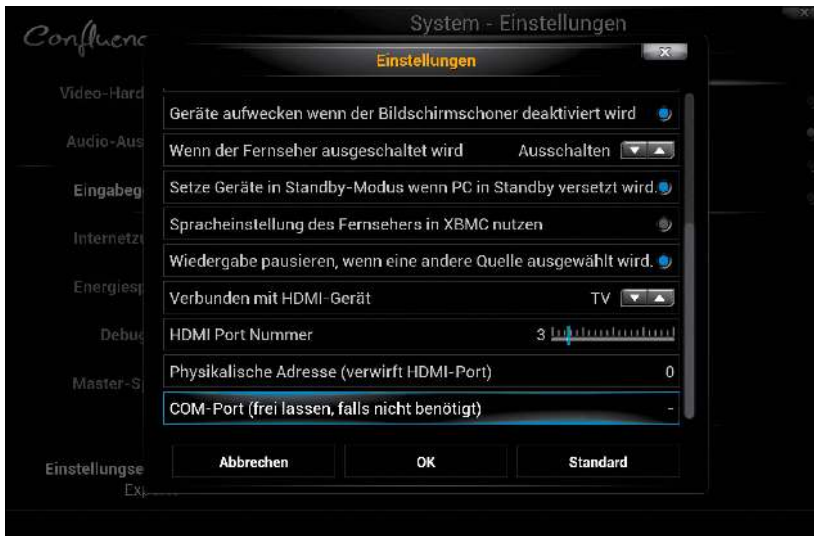 System - Einstellungen
Confluenc
Einstellungen
Video-Hard
Geräte aufwecken wenn der Bildschirmschoner deaktiviert wird
Audio-Aus
Wenn der Fernseher ausgeschaltet wird Ausschalten
Eingabeg
Setze Geräte in Standby-Modus wenn PC in Standby versetzt wird.
Spracheinstellung des Fernsehers in XBMC nutzen
Internetzu
Wiedergabe pausieren, wenn eine andere Quelle ausgewählt wird.
Energiesp
Verbunden mit HDMI-Gerät TV
Debug
HDMI Port Nummer 3
Physikalische Adresse (verwirft HDMI-Port) 0
Master-S
COM-Port (frei lassen, falls nicht benötigt) -
Abbrechen OK Standard
Einstellungse